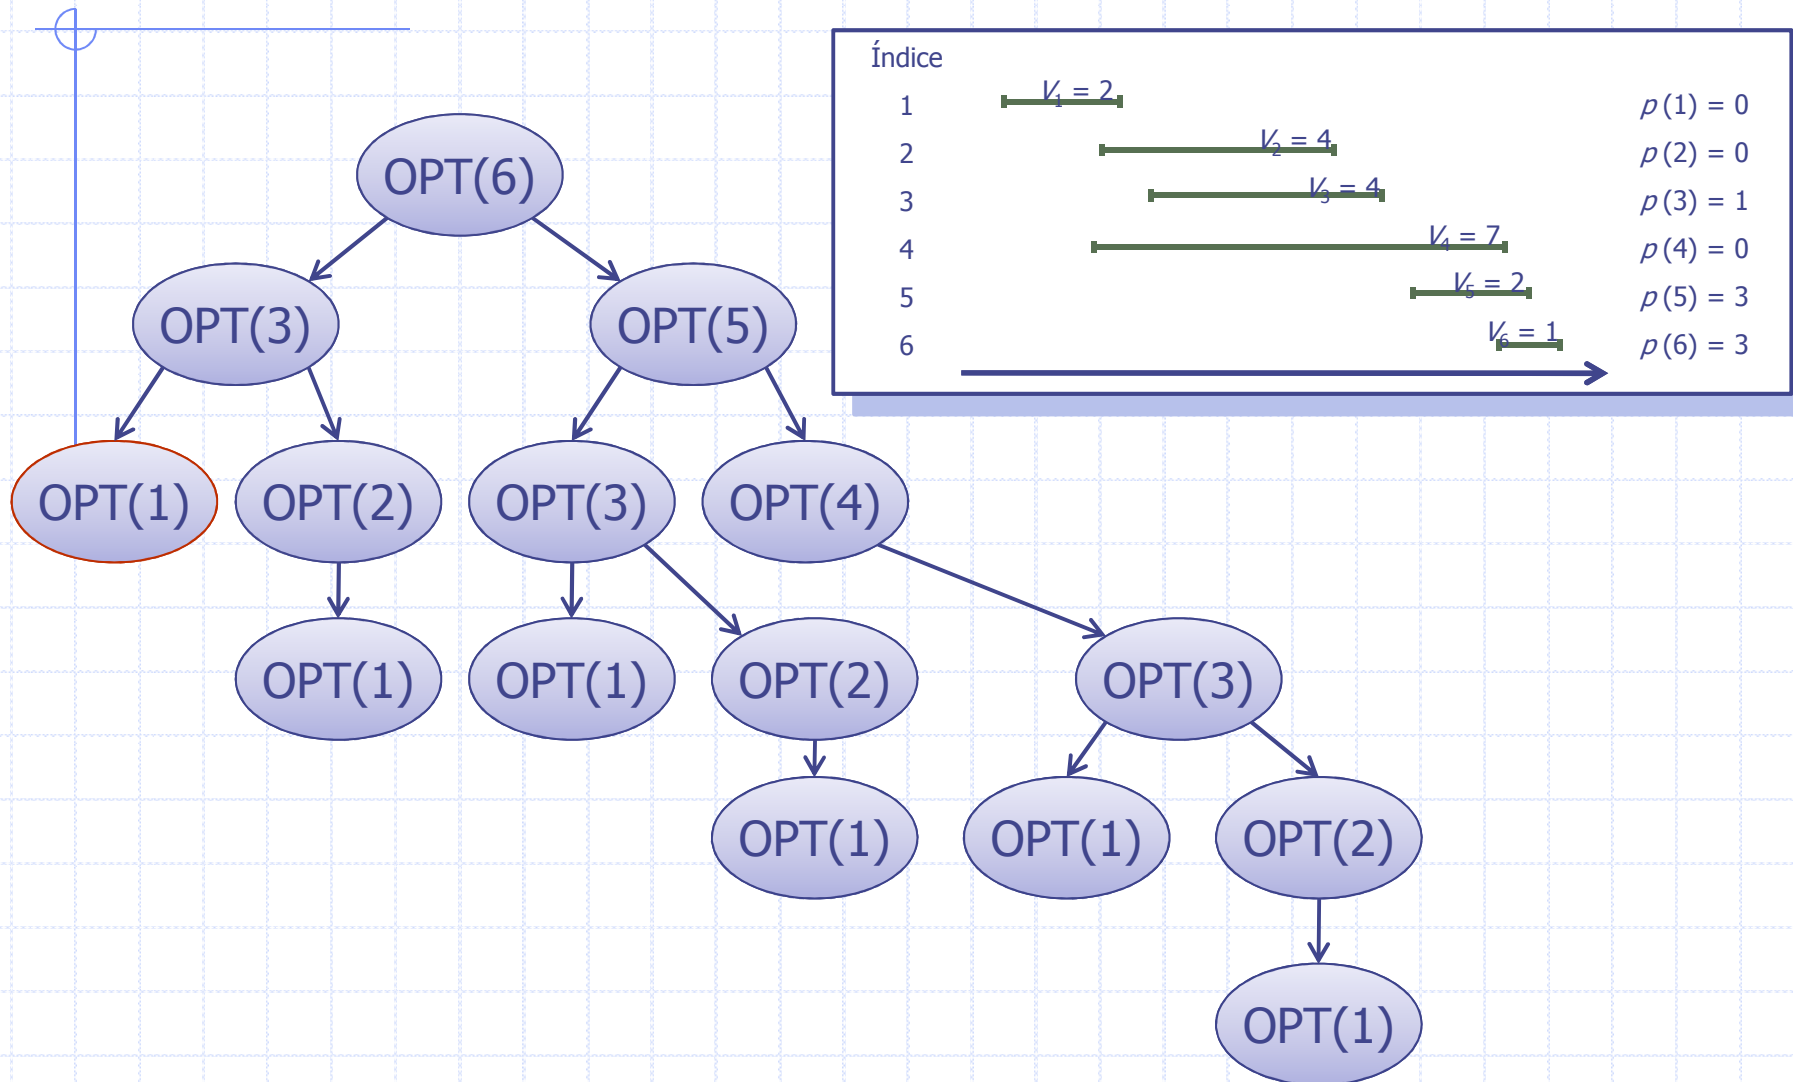 Índice
1 V1 = 2 p (1) = 0
2 V2 = 4 p (2) = 0
3 V3 = 4 p (3) = 1
4 V4 = 7 p (4) = 0
5 V5 = 2 p (5) = 3
6 V6 = 1 p (6) = 3
OPT(6)
OPT(3) OPT(5)
OPT(1) OPT(2) OPT(3) OPT(4)
OPT(1) OPT(1) OPT(2) OPT(3)
OPT(1) OPT(1) OPT(2)
OPT(1)